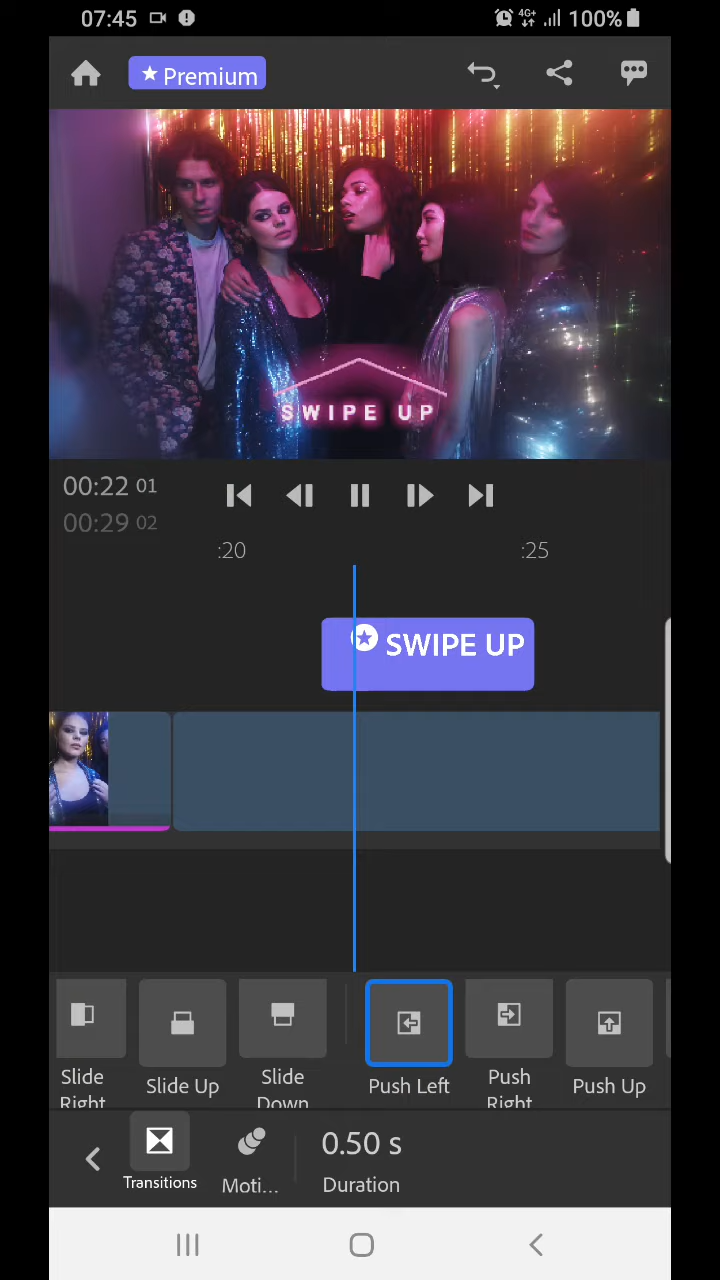 07:45 4G+ 100%
Premium
SWIPE UP
00:22 01
00:29 02
:20 :25
SWIPE UP
Slide Right
Slide Up
Slide Down
Push Left
Push Right
Push Up
Transitions
Moti...
0.50 s
Duration